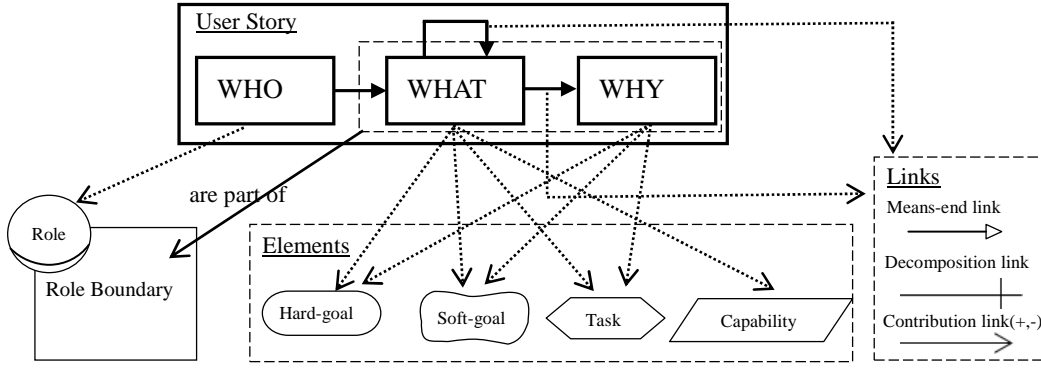 User Story
WHO
WHAT
WHY
are part of
Role
Role Boundary
Elements
Hard-goal
Soft-goal
Task
Capability
Links
Means-end link
Decomposition link
Contribution link(+,-)